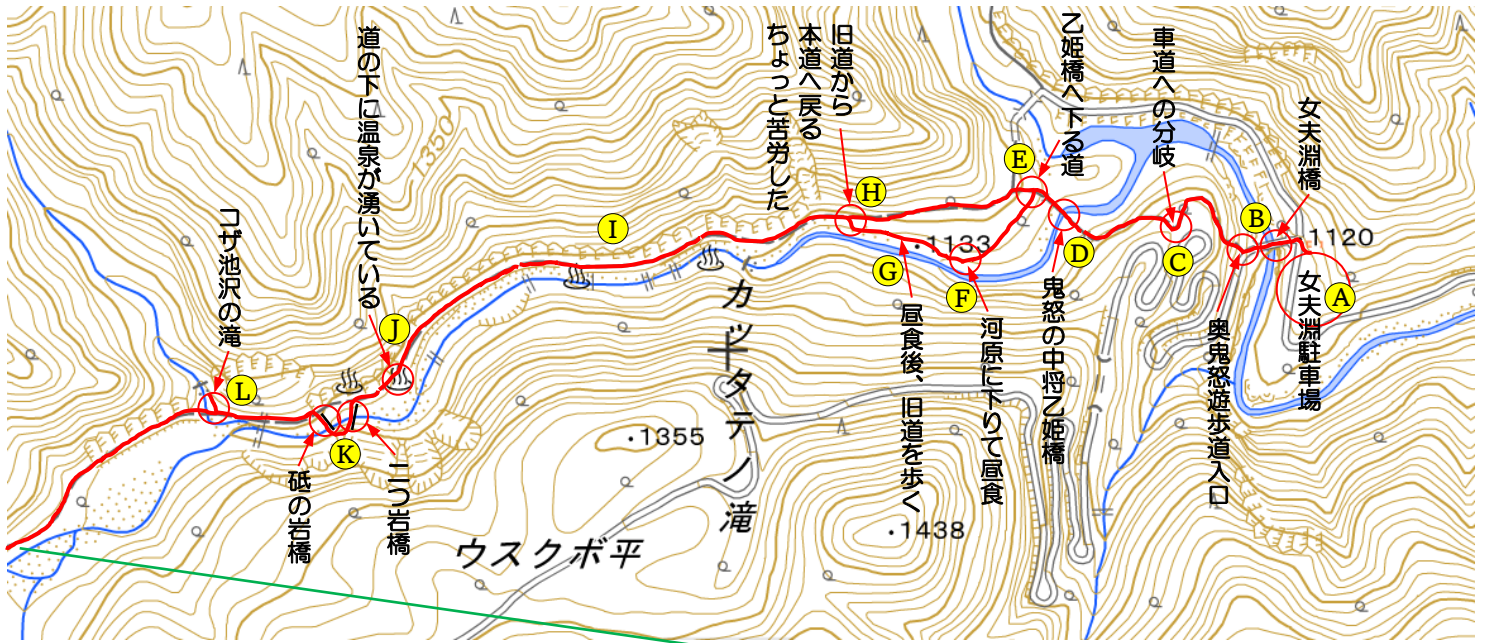 道の下に温泉が湧いている
旧道から
本道へ戻る
ちょっと苦労した
乙姫橋へ下る道
車道への分岐
女夫淵橋
コザ池沢の滝
1350
H
E
B
I
1133
1120
D
C
G
F
A
カッタテノ滝
鬼怒の中将乙姫橋
女夫淵駐車場
河原に下りて昼食
昼食後、旧道を歩く
奥鬼怒遊歩道入口
J
L
K
1355
砥の岩橋
二つ岩橋
1438
ウスクボ平